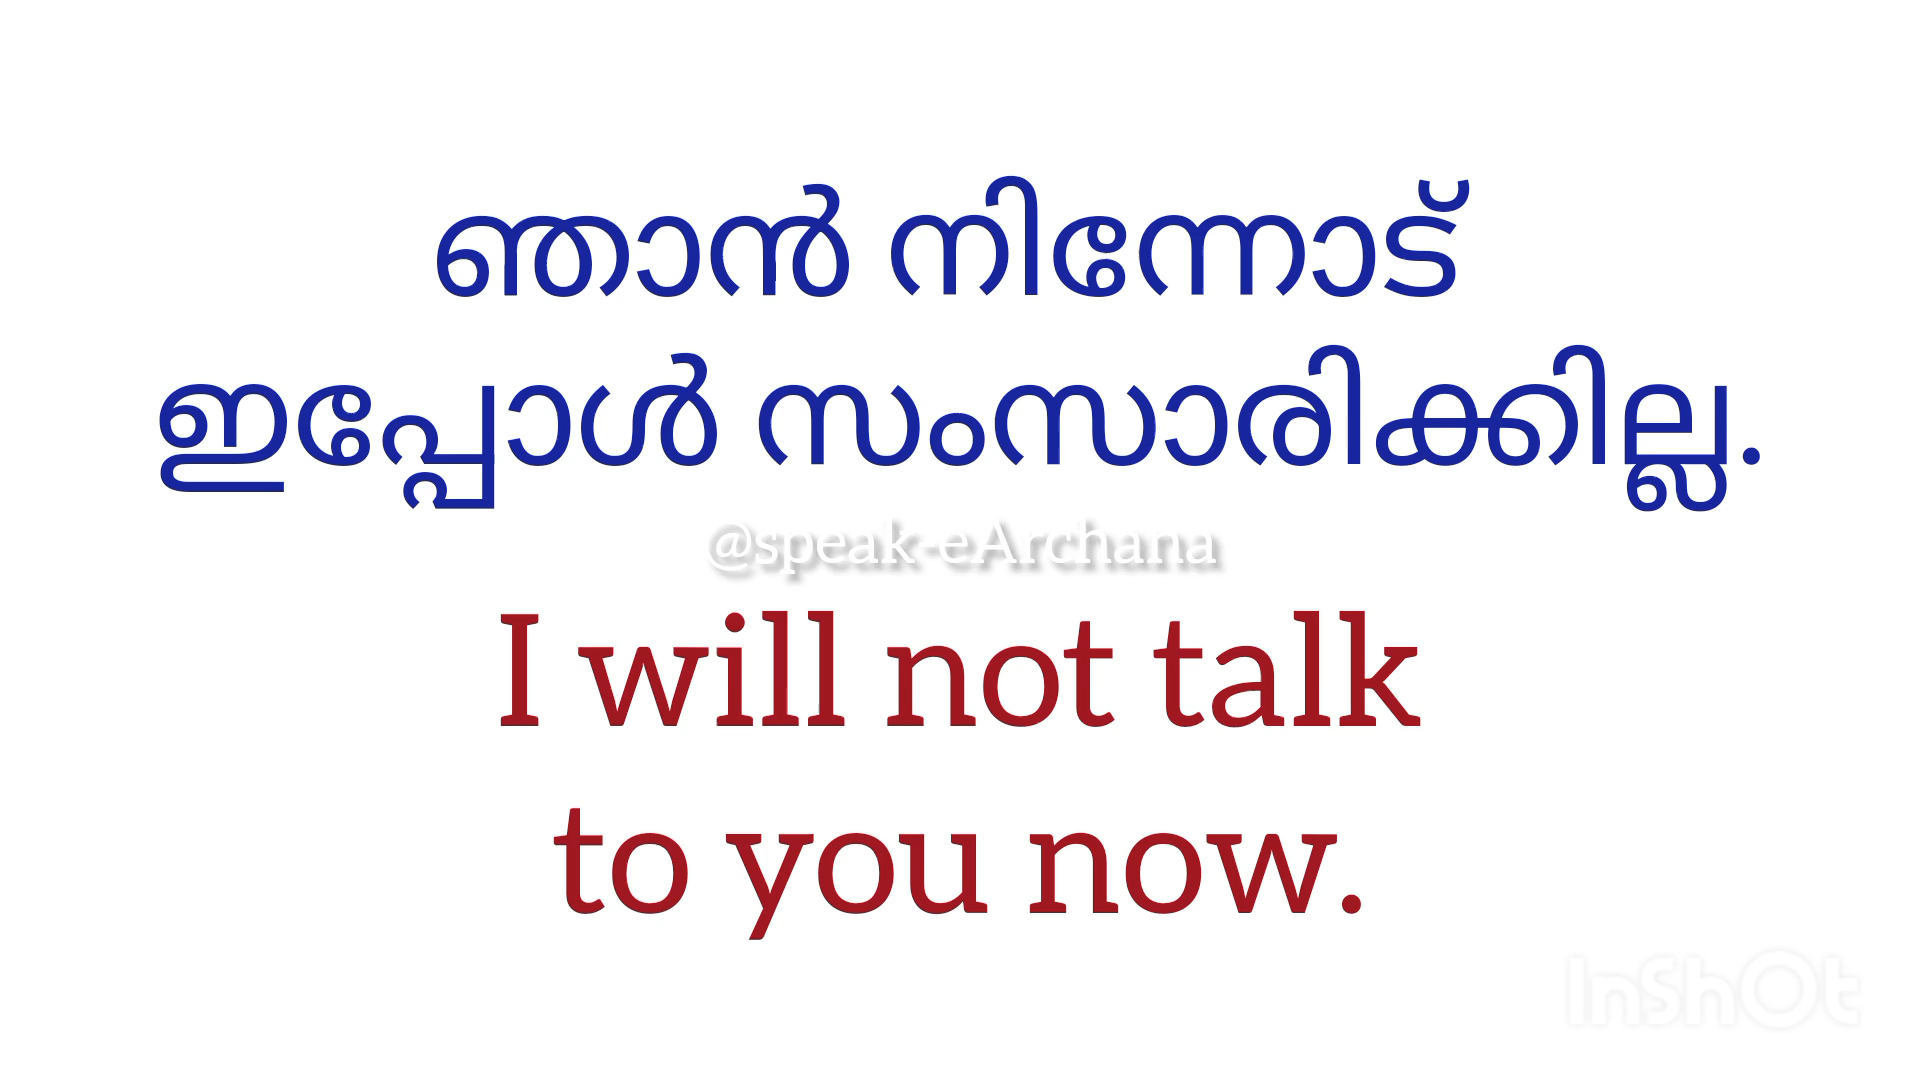 ഞാൻ നിന്നോട്
ഇപ്പോൾ സംസാരിക്കില്ല.
@speak-eArchana
I will not talk
to you now.
InShOt